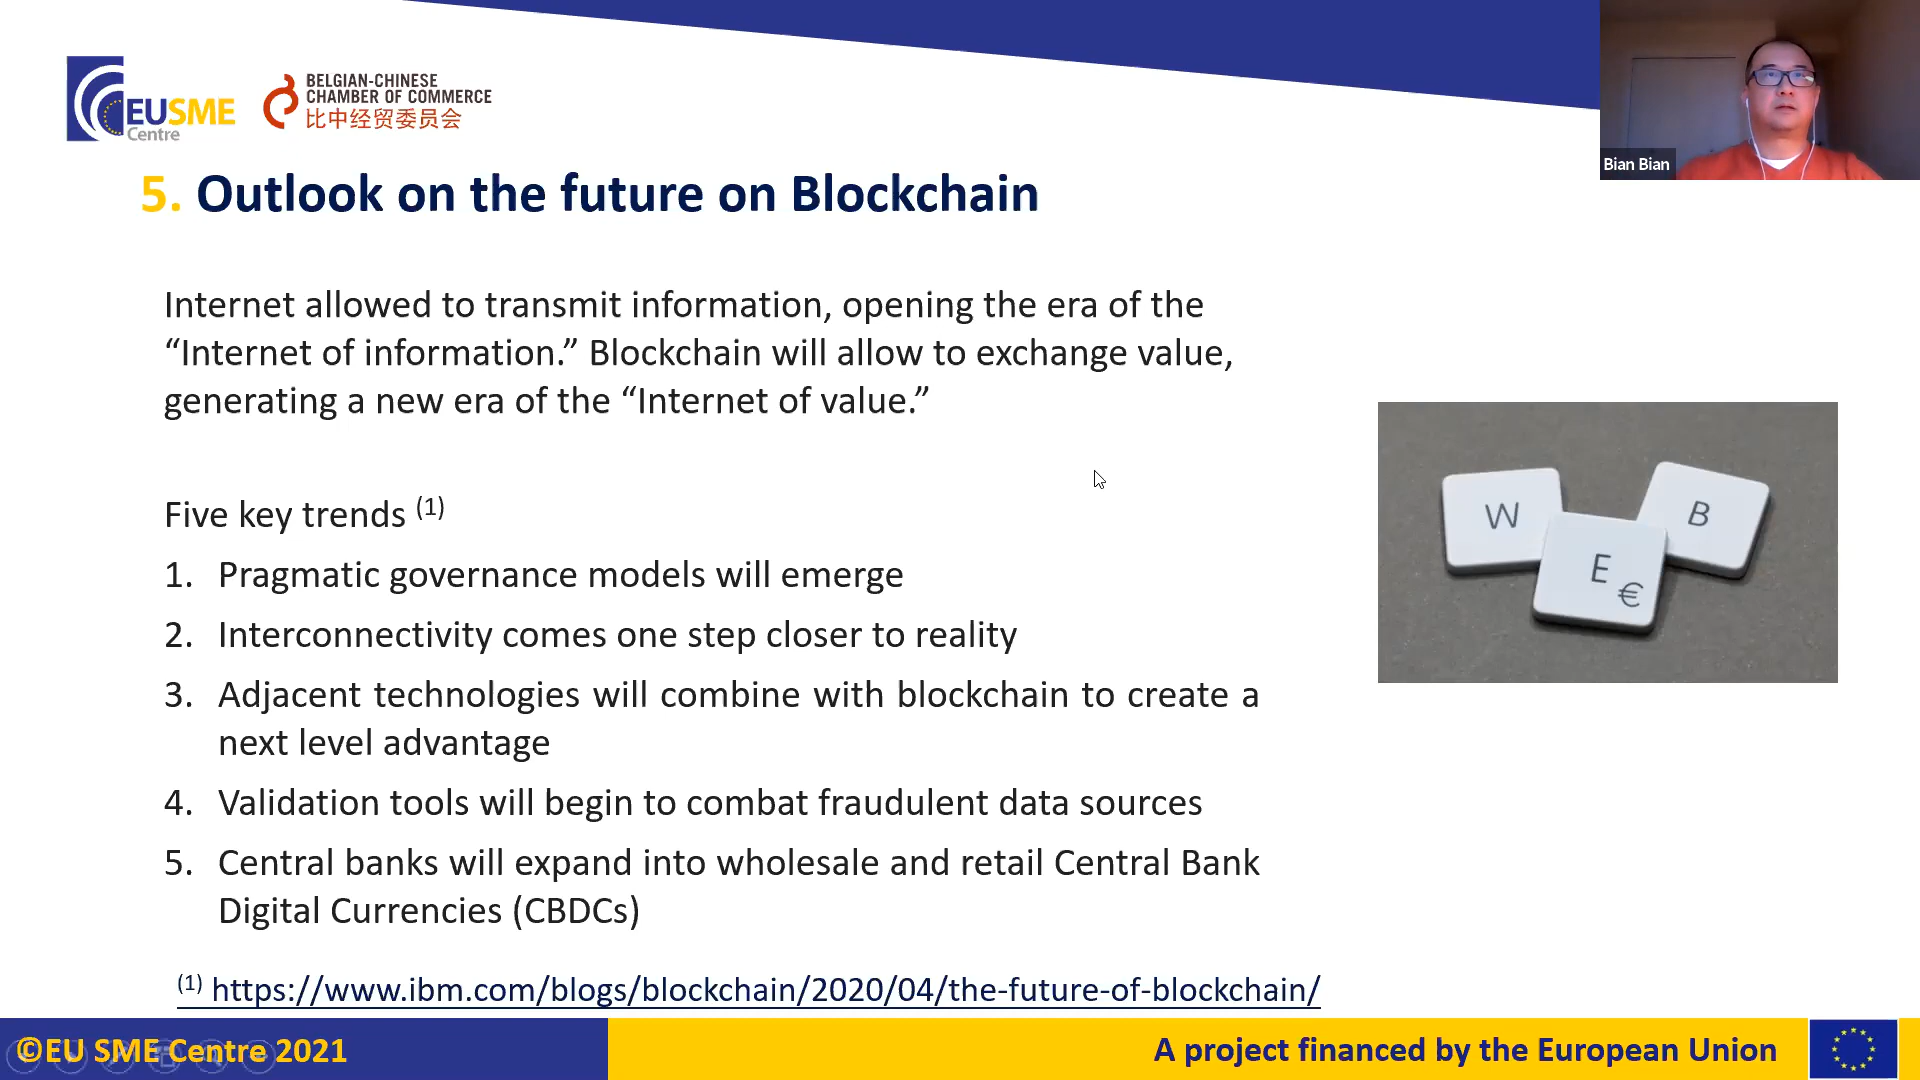 EUSME
Centre
BELGIAN-CHINESE
CHAMBER OF COMMERCE
比中经贸委员会
Bian Bian
5. Outlook on the future on Blockchain
Internet allowed to transmit information, opening the era of the
“Internet of information.” Blockchain will allow to exchange value,
generating a new era of the “Internet of value.”
Five key trends (1)
1. Pragmatic governance models will emerge
2. Interconnectivity comes one step closer to reality
3. Adjacent technologies will combine with blockchain to create a
next level advantage
4. Validation tools will begin to combat fraudulent data sources
5. Central banks will expand into wholesale and retail Central Bank
Digital Currencies (CBDCs)
W
E
€
B
(1) https://www.ibm.com/blogs/blockchain/2020/04/the-future-of-blockchain/
©EU SME Centre 2021
A project financed by the European Union